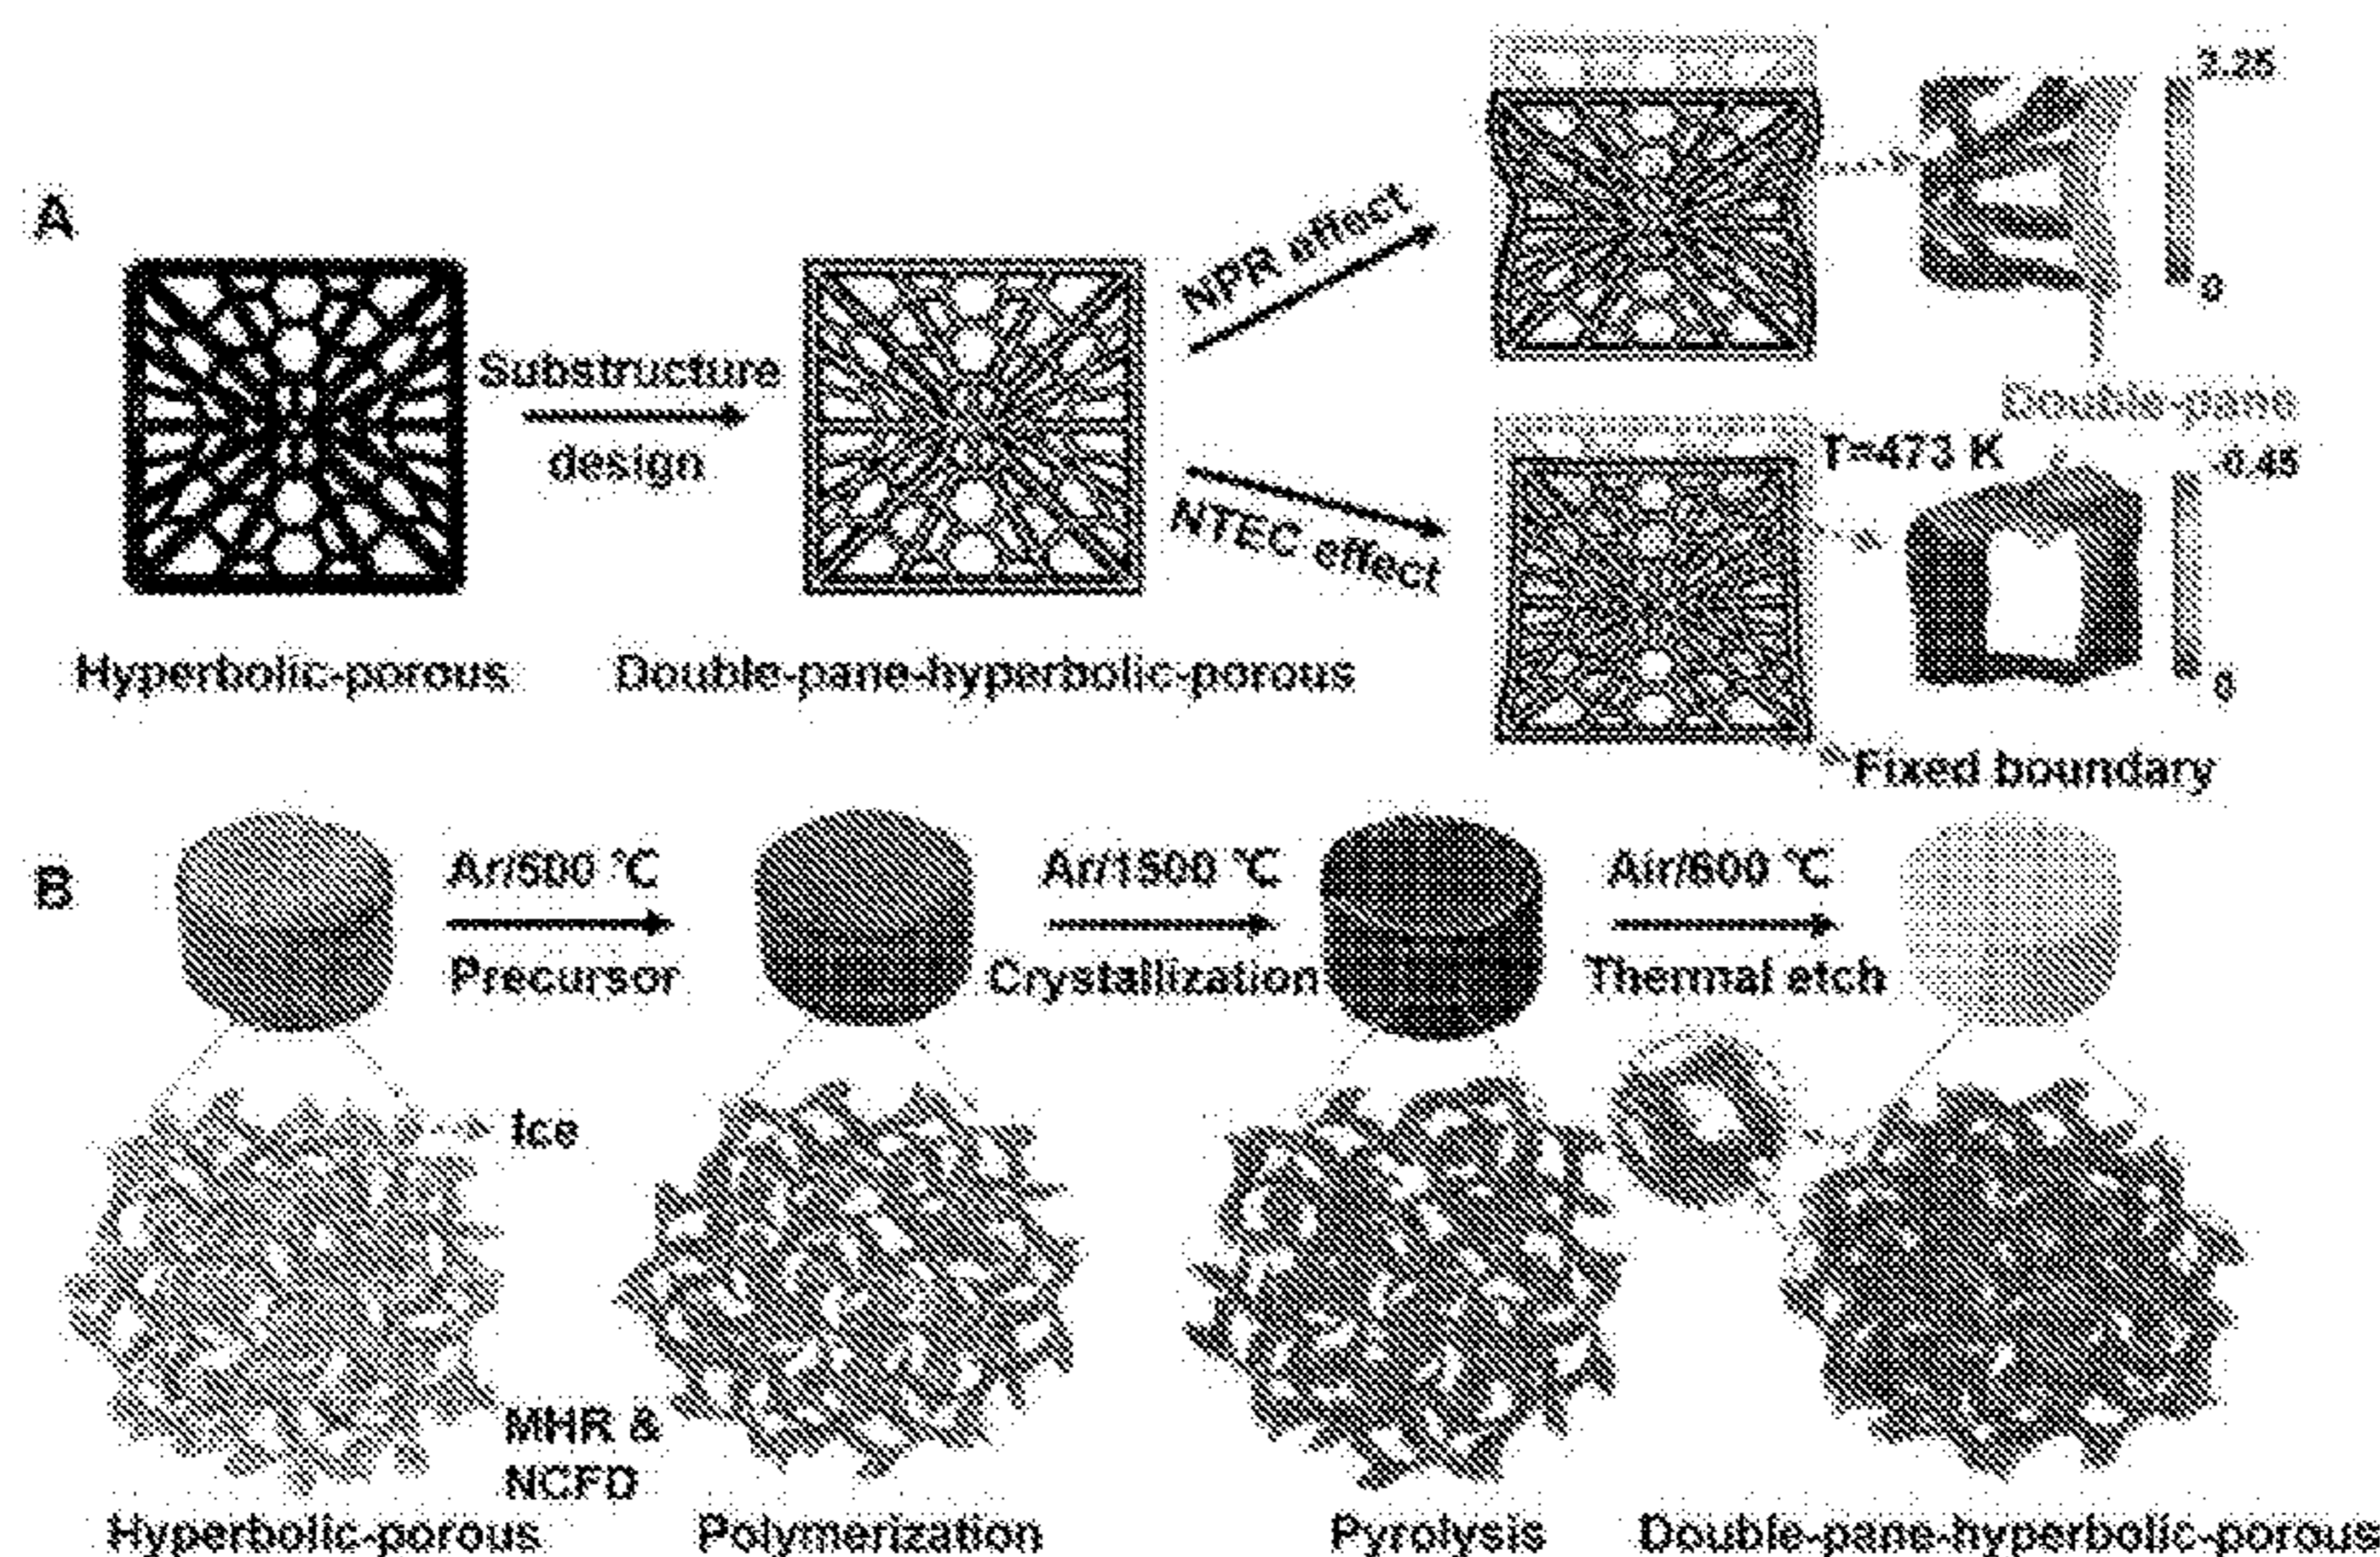 A
Substructure
design
NPR effect
NTEC effect
2.25
0
Double-pane
T=473 K
-0.45
0
Fixed boundary
Hyperbolic-porous
Double-pane-hyperbolic-porous
B
Ar/500 ℃
Precursor
Ar/1500 ℃
Crystallization
Air/600 ℃
Thermal etch
Ice
MHR &
NCFD
Hyperbolic-porous
Polymerization
Pyrolysis
Double-pane-hyperbolic-porous